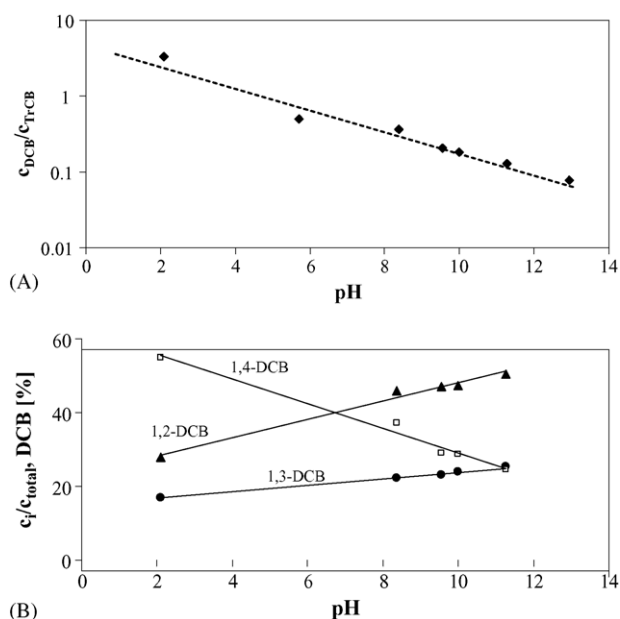 10
1
0.1
0.01
c_DCB/c_TrCB
0 2 4 6 8 10 12 14
(A)
pH
60
40
20
0
c_i/c_total, DCB [%]
1,4-DCB
1,2-DCB
1,3-DCB
0 2 4 6 8 10 12 14
(B)
pH